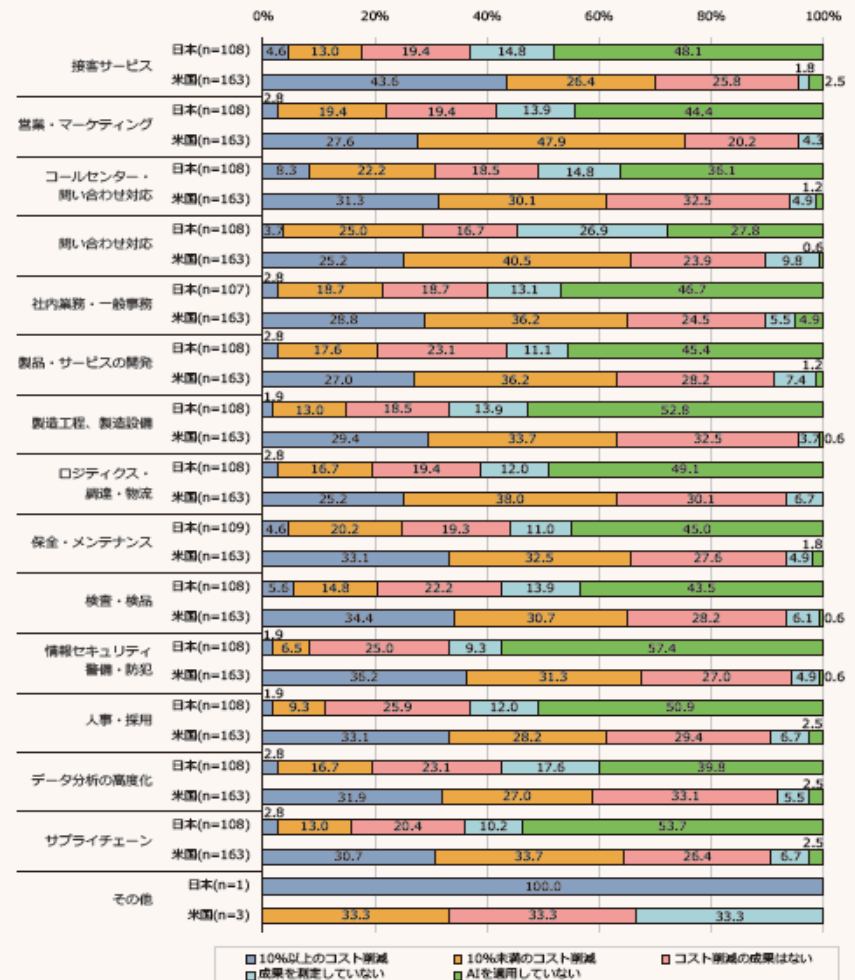 0% 20% 40% 60% 80% 100%
接客サービス
日本(n=108) 4.6 13.0 19.4 14.8 48.1
米国(n=163) 43.6 26.4 25.8 1.8 2.5
営業・マーケティング
日本(n=108) 2.8 19.4 19.4 13.9 44.4
米国(n=163) 27.6 47.9 20.2 4.3
コールセンター・
問い合わせ対応
日本(n=108) 8.3 22.2 18.5 14.8 36.1
米国(n=163) 31.3 30.1 32.5 4.9 1.2
問い合わせ対応
日本(n=108) 3.7 25.0 16.7 26.9 27.8
米国(n=163) 25.2 40.5 23.9 9.8 0.6
社内業務・一般事務
日本(n=107) 2.8 18.7 18.7 13.1 46.7
米国(n=163) 28.8 36.2 24.5 5.5 4.9
製品・サービスの開発
日本(n=108) 2.8 17.6 23.1 11.1 45.4
米国(n=163) 27.0 36.2 28.2 7.4 1.2
製造工程、製造設備
日本(n=108) 1.9 13.0 18.5 13.9 52.8
米国(n=163) 29.4 33.7 32.5 3.7 0.6
ロジティクス・
調達・物流
日本(n=108) 2.8 16.7 19.4 12.0 49.1
米国(n=163) 25.2 38.0 30.1 6.7
保全・メンテナンス
日本(n=109) 4.6 20.2 19.3 11.0 45.0
米国(n=163) 33.1 32.5 27.6 4.9 1.8
検査・検品
日本(n=108) 5.6 14.8 22.2 13.9 43.5
米国(n=163) 34.4 30.7 28.2 6.1 0.6
情報セキュリティ
警備・防犯
日本(n=108) 1.9 6.5 25.0 9.3 57.4
米国(n=163) 36.2 31.3 27.0 4.9 0.6
人事・採用
日本(n=108) 1.9 9.3 25.9 12.0 50.9
米国(n=163) 33.1 28.2 29.4 6.7 2.5
データ分析の高度化
日本(n=108) 2.8 16.7 23.1 17.6 39.8
米国(n=163) 31.9 27.0 33.1 5.5 2.5
サプライチェーン
日本(n=108) 2.8 13.0 20.4 10.2 53.7
米国(n=163) 30.7 33.7 26.4 6.7 2.5
その他
日本(n=1) 100.0
米国(n=3) 33.3 33.3 33.3
10%以上のコスト削減 10%未満のコスト削減 コスト削減の成果はない
成果を測定していない AIを適用していない